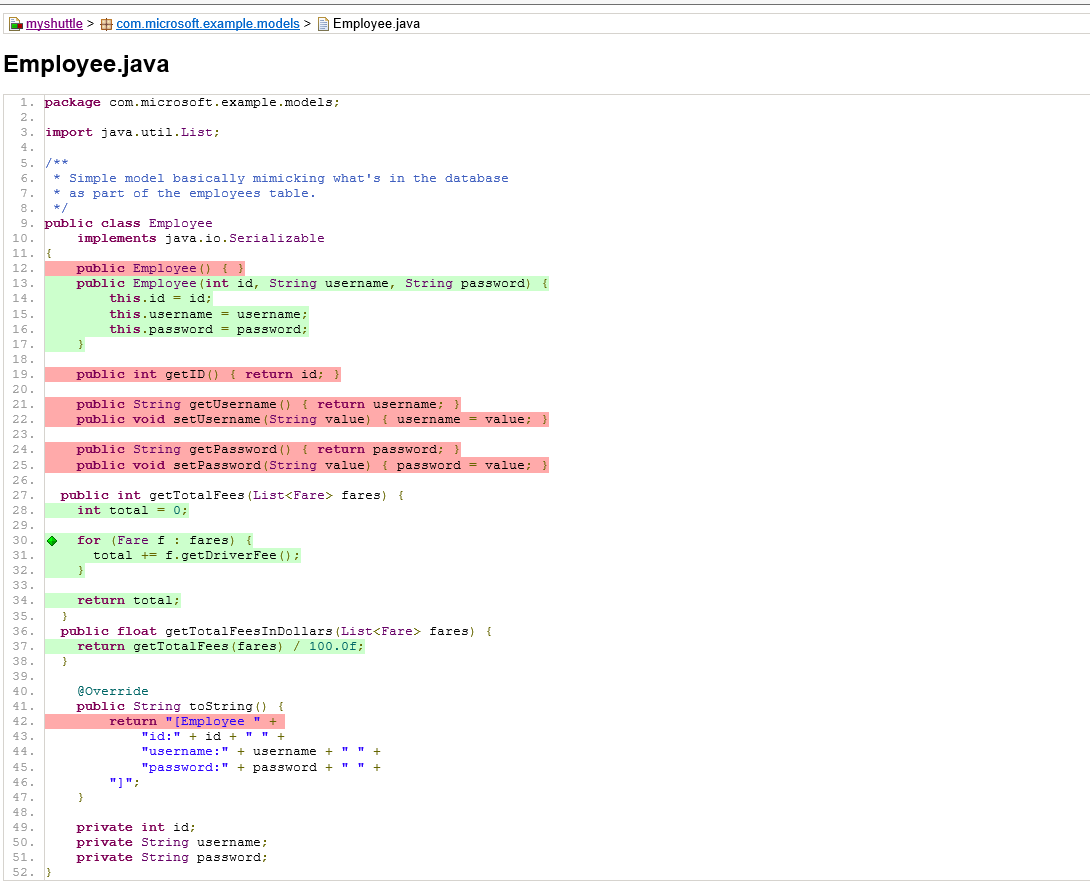 myshuttle > com.microsoft.example.models > Employee.java
Employee.java
1. package com.microsoft.example.models;
2.
3. import java.util.List;
4.
5. /**
6.  * Simple model basically mimicking what's in the database
7.  * as part of the employees table.
8.  */
9. public class Employee
10.     implements java.io.Serializable
11. {
12.     public Employee() { }
13.     public Employee(int id, String username, String password) {
14.         this.id = id;
15.         this.username = username;
16.         this.password = password;
17.     }
18.
19.     public int getID() { return id; }
20.
21.     public String getUsername() { return username; }
22.     public void setUsername(String value) { username = value; }
23.
24.     public String getPassword() { return password; }
25.     public void setPassword(String value) { password = value; }
26.
27.   public int getTotalFees(List<Fare> fares) {
28.     int total = 0;
29.
30.     for (Fare f : fares) {
31.       total += f.getDriverFee();
32.     }
33.
34.     return total;
35.   }
36.   public float getTotalFeesInDollars(List<Fare> fares) {
37.     return getTotalFees(fares) / 100.0f;
38.   }
39.
40.     @Override
41.     public String toString() {
42.         return "[Employee " +
43.             "id:" + id + " " +
44.             "username:" + username + " " +
45.             "password:" + password + " " +
46.         "]";
47.     }
48.
49.     private int id;
50.     private String username;
51.     private String password;
52. }